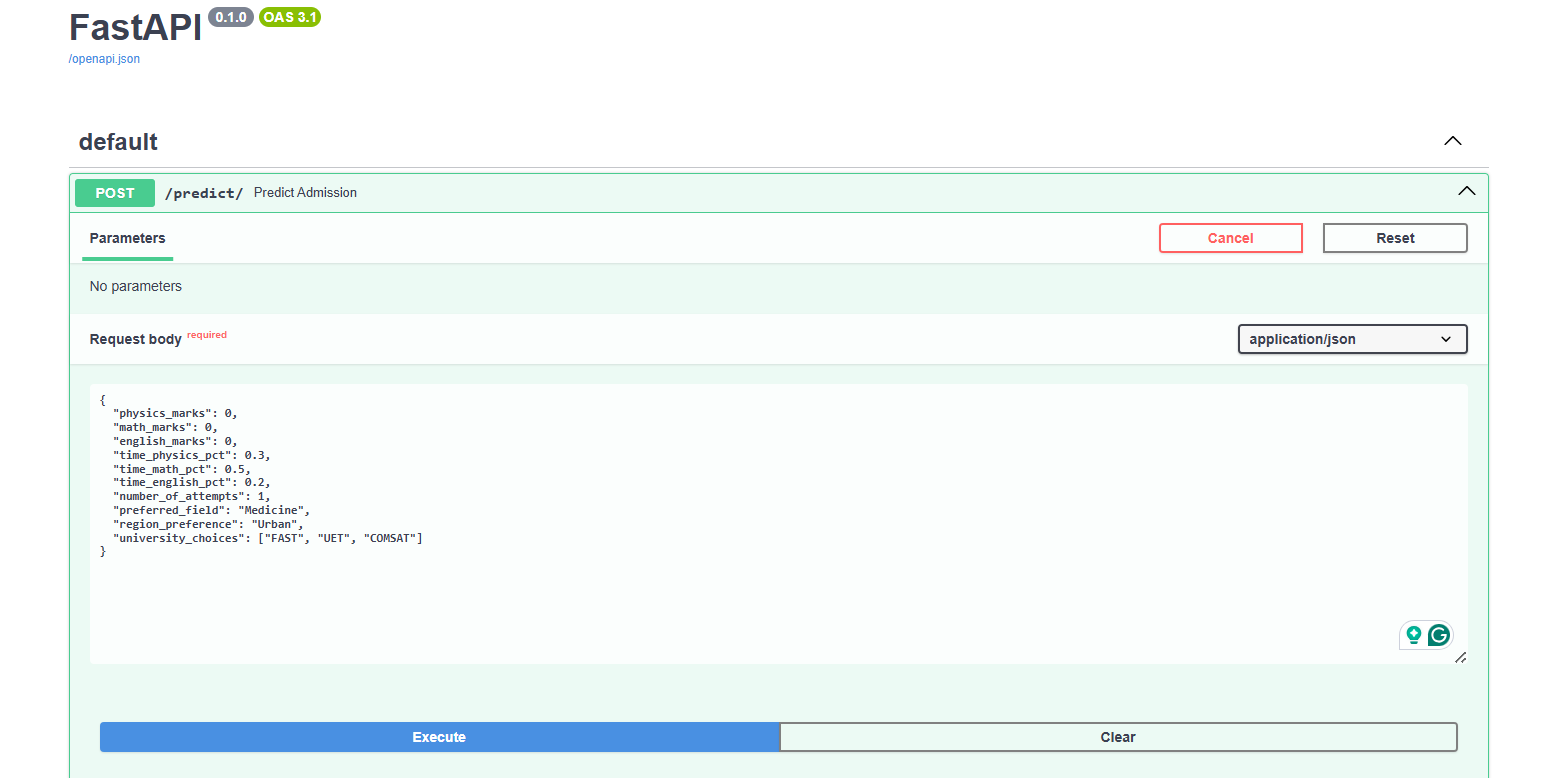 FastAPI 0.1.0 OAS 3.1
/openapi.json
default
POST /predict/ Predict Admission
Parameters Cancel Reset
No parameters
Request body required application/json
{
  "physics_marks": 0,
  "math_marks": 0,
  "english_marks": 0,
  "time_physics_pct": 0.3,
  "time_math_pct": 0.5,
  "time_english_pct": 0.2,
  "number_of_attempts": 1,
  "preferred_field": "Medicine",
  "region_preference": "Urban",
  "university_choices": ["FAST", "UET", "COMSAT"]
}
Execute Clear